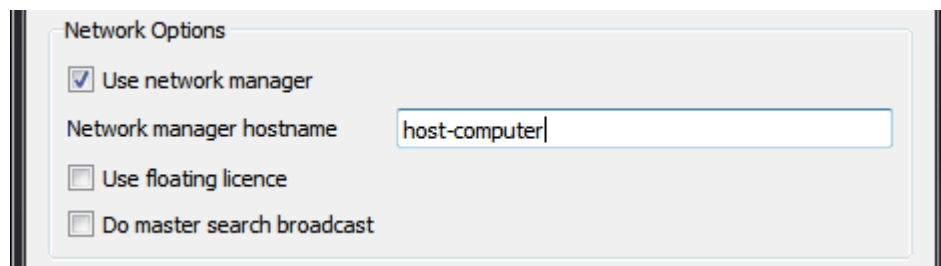 Network Options
Use network manager
Network manager hostname host-computer
Use floating licence
Do master search broadcast